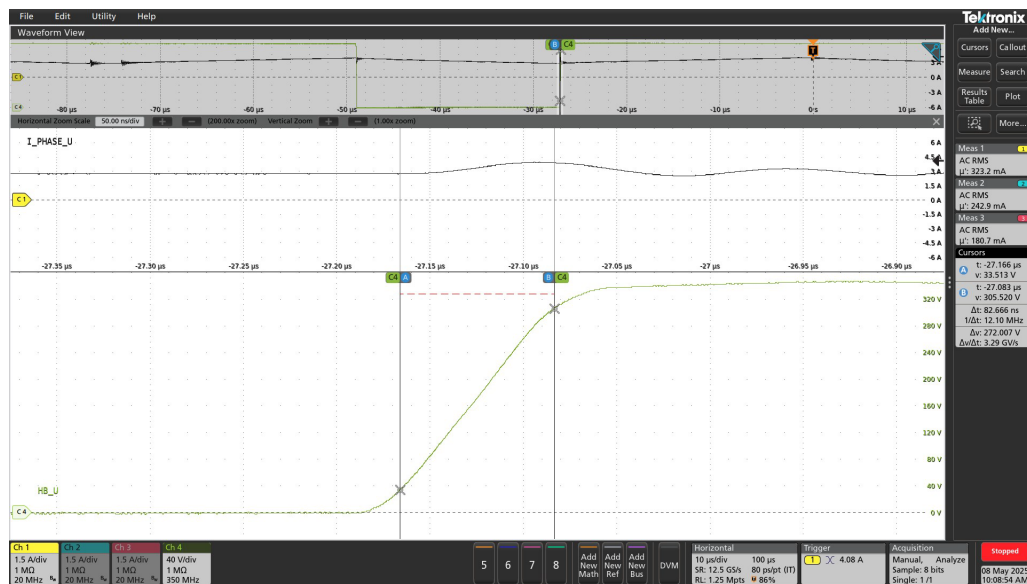 File Edit Utility Help
Tektronix
Waveform View
Add New...
B C4
T
Cursors Callout
Measure Search
Results Table Plot
More...
C1
3 A
0 A
-3 A
-6 A
C4
-80 µs -70 µs -60 µs -50 µs -40 µs -30 µs -20 µs -10 µs 0 s 10 µs
Horizontal Zoom Scale 50.00 ns/div (200.00x zoom) Vertical Zoom (1.00x zoom)
I_PHASE_U
6 A
4.5 A
3 A
1.5 A
C1
0 A
-1.5 A
-3 A
-4.5 A
-6 A
-27.35 µs -27.30 µs -27.25 µs -27.20 µs -27.15 µs -27.10 µs -27.05 µs -27 µs -26.95 µs -26.90 µs
C4 A B C4
320 V
280 V
240 V
200 V
160 V
120 V
80 V
40 V
HB_U
C4
0 V
Meas 1 1
AC RMS
µ': 323.2 mA
Meas 2 2
AC RMS
µ': 242.9 mA
Meas 3 3
AC RMS
µ': 180.7 mA
Cursors
A t: -27.166 µs
v: 33.513 V
B t: -27.083 µs
v: 305.520 V
Δt: 82.666 ns
1/Δt: 12.10 MHz
Δv: 272.007 V
Δv/Δt: 3.29 GV/s
Ch 1
1.5 A/div
1 MΩ
20 MHz
Ch 2
1.5 A/div
1 MΩ
20 MHz
Ch 3
1.5 A/div
1 MΩ
20 MHz
Ch 4
40 V/div
1 MΩ
350 MHz
5 6 7 8
Add New Math
Add New Ref
Add New Bus
DVM
Horizontal
10 µs/div 100 µs
SR: 12.5 GS/s 80 ps/pt (IT)
RL: 1.25 Mpts 86%
Trigger
1 4.08 A
Acquisition
Manual, Analyze
Sample: 8 bits
Single: 1/1
Stopped
08 May 2025